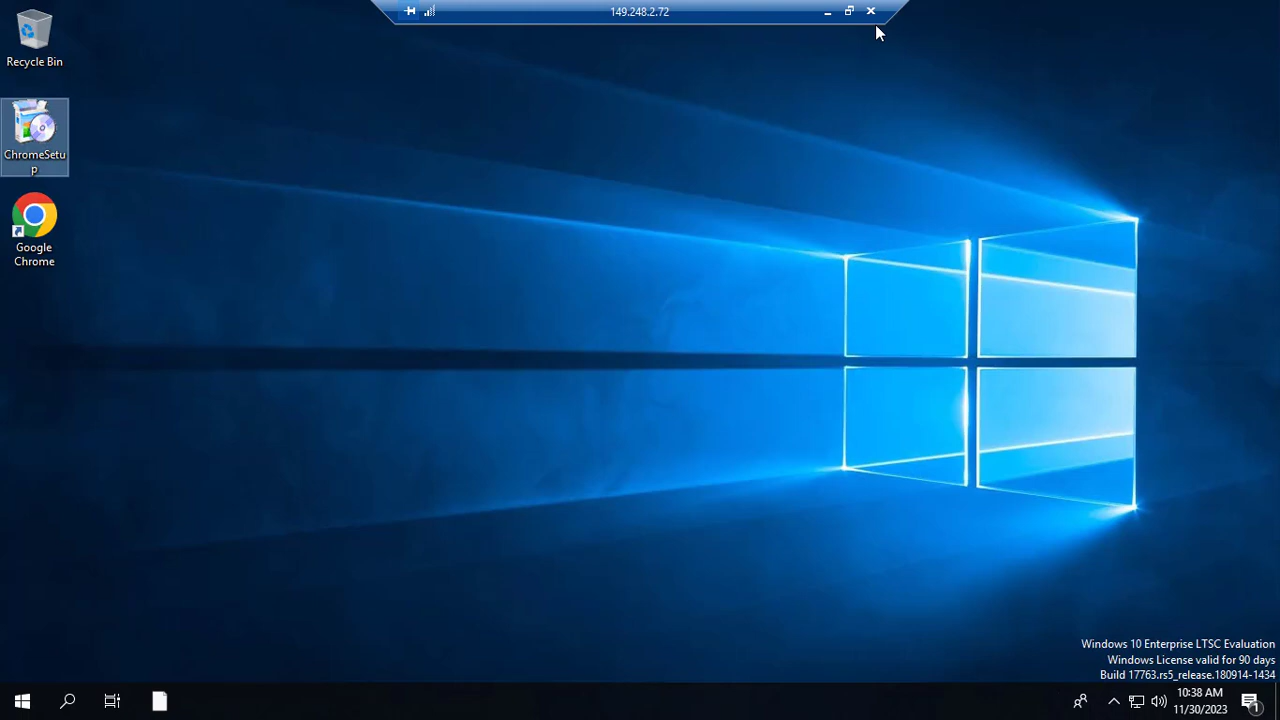 149.248.2.72
Recycle Bin
ChromeSetu
p
Google
Chrome
Windows 10 Enterprise LTSC Evaluation
Windows License valid for 90 days
Build 17763.rs5_release.180914-1434
10:38 AM
11/30/2023
1